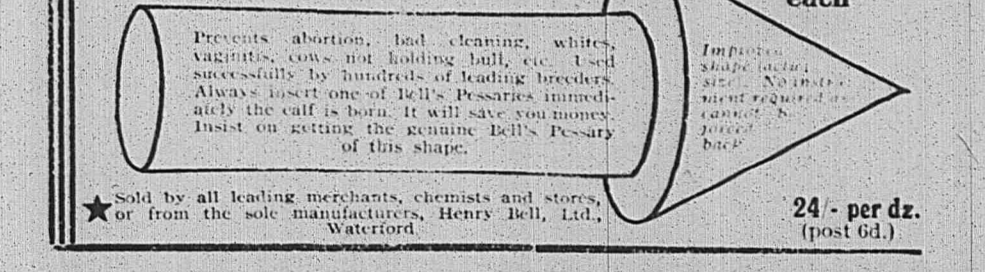 each
Prevents abortion, bad cleaning, whites,
vaginitis, cows not holding bull, etc. Used
successfully by hundreds of leading breeders.
Always insert one of Bell's Pessaries immedi-
ately the calf is born. It will save you money.
Insist on getting the genuine Bell's Pessary
of this shape.
Improved
shape (actual
size). No instru-
ment required as
cannot be
forced
back
Sold by all leading merchants, chemists and stores,
or from the sole manufacturers, Henry Bell, Ltd.,
Waterford
24/- per dz.
(post 6d.)